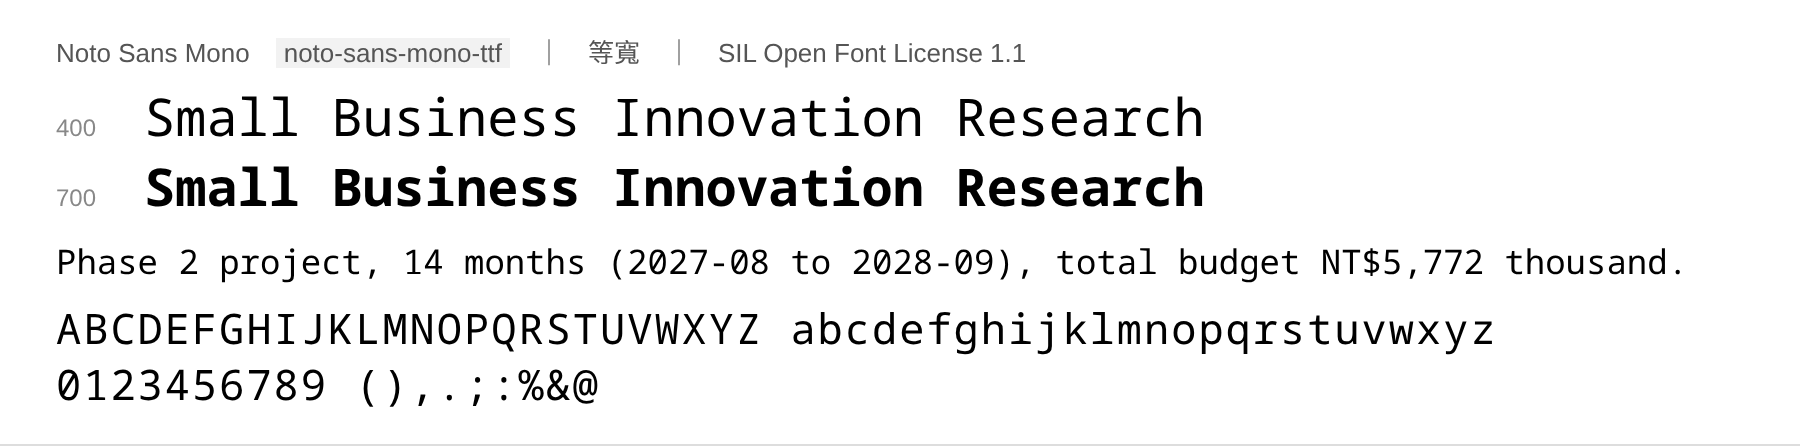 Noto Sans Mono noto-sans-mono-ttf | 等寬 | SIL Open Font License 1.1
400 Small Business Innovation Research
700 Small Business Innovation Research
Phase 2 project, 14 months (2027-08 to 2028-09), total budget NT$5,772 thousand.
ABCDEFGHIJKLMNOPQRSTUVWXYZ abcdefghijklmnopqrstuvwxyz
0123456789 (),.;:%&@